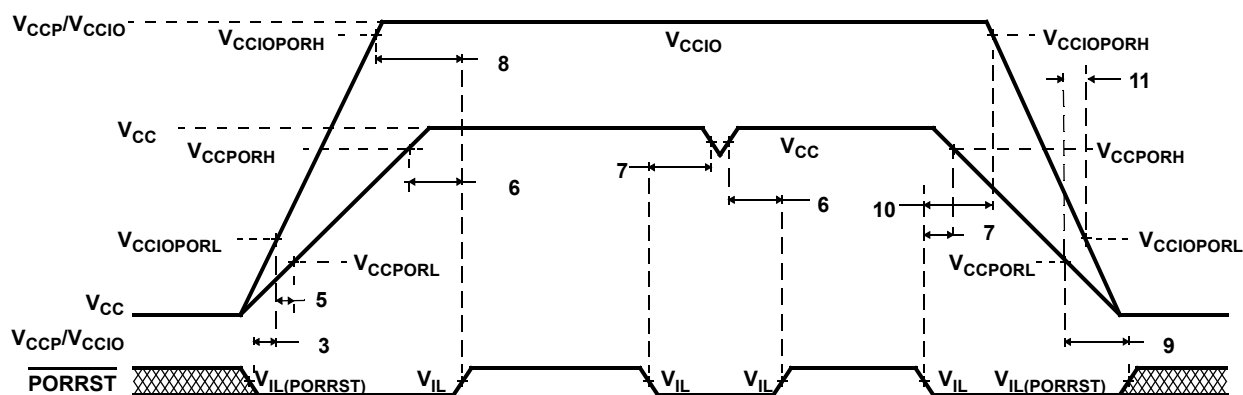 VCCP/VCCIO
VCCIOPORH
VCCIO
VCCIOPORH
8
11
VCC
VCCPORH
VCC
VCCPORH
7
6
6
10
7
VCCIOPORL
VCCIOPORL
VCCPORL
VCCPORL
5
VCC
VCCP/VCCIO
3
9
PORRST
VIL(PORRST)
VIL
VIL
VIL
VIL
VIL(PORRST)